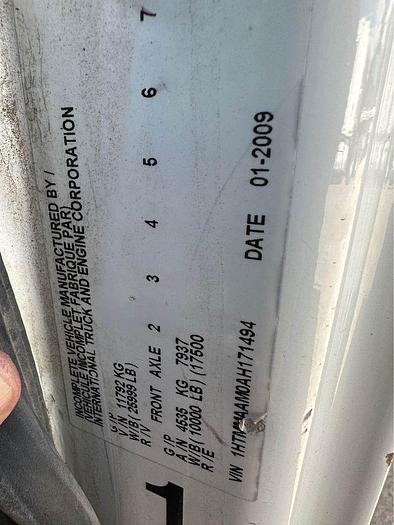 INCOMPLETE VEHICLE MANUFACTURED BY /
(VEHICULE INCOMPLET FABRIQUE PAR)
INTERNATIONAL TRUCK AND ENGINE CORPORATION
G/P
V/N 11792 KG
W/B ( 25999 LB)
R/V
FRONT AXLE 2 3 4 5 6 7
G/P
A/N 4535 KG 7937
W/B ( 10000 LB) (17500
R/E
DATE 01-2009
VIN 1HTMMAAM0AH171494
1